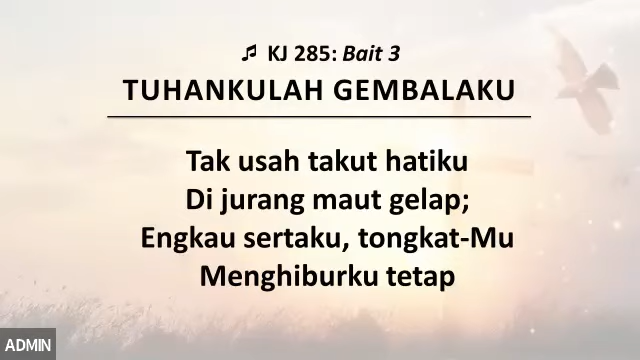 ♫ KJ 285: Bait 3
TUHANKULAH GEMBALAKU
Tak usah takut hatiku
Di jurang maut gelap;
Engkau sertaku, tongkat-Mu
Menghiburku tetap
ADMIN